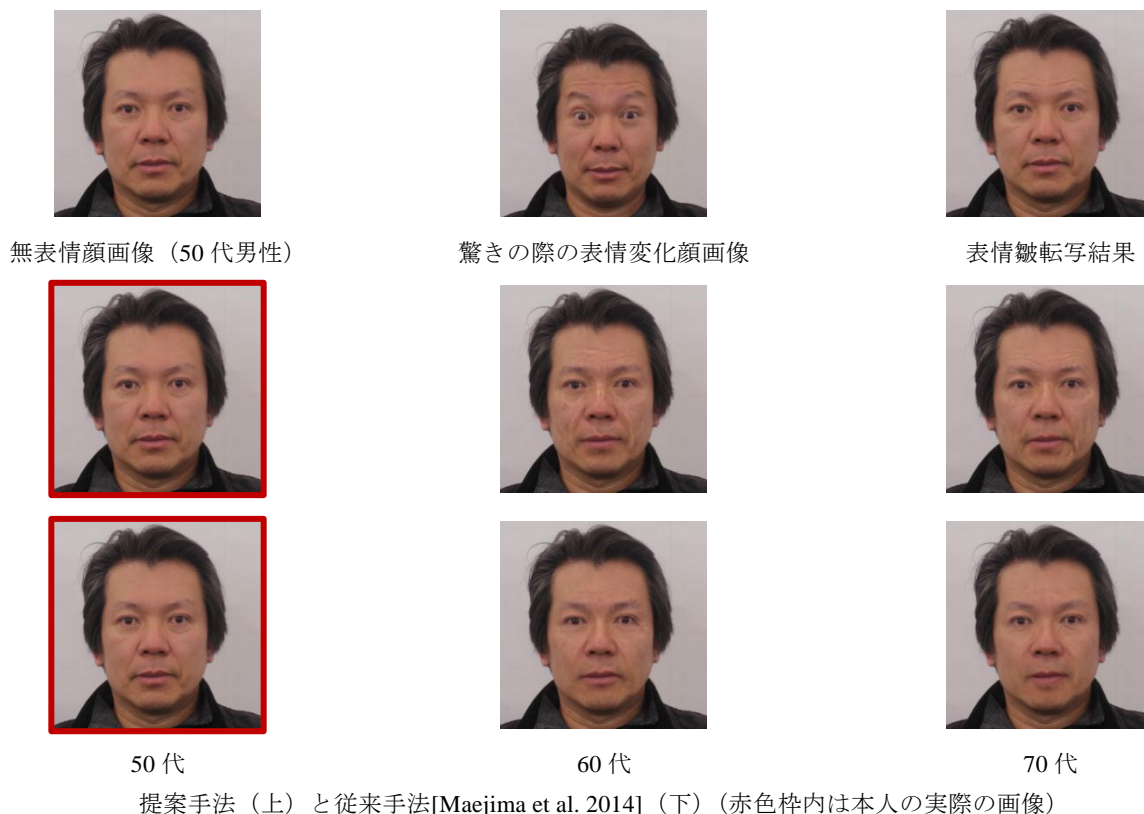 無表情顔画像（50 代男性） 驚きの際の表情変化顔画像 表情皺転写結果
50 代 60 代 70 代
提案手法（上）と従来手法[Maejima et al. 2014]（下）（赤色枠内は本人の実際の画像）